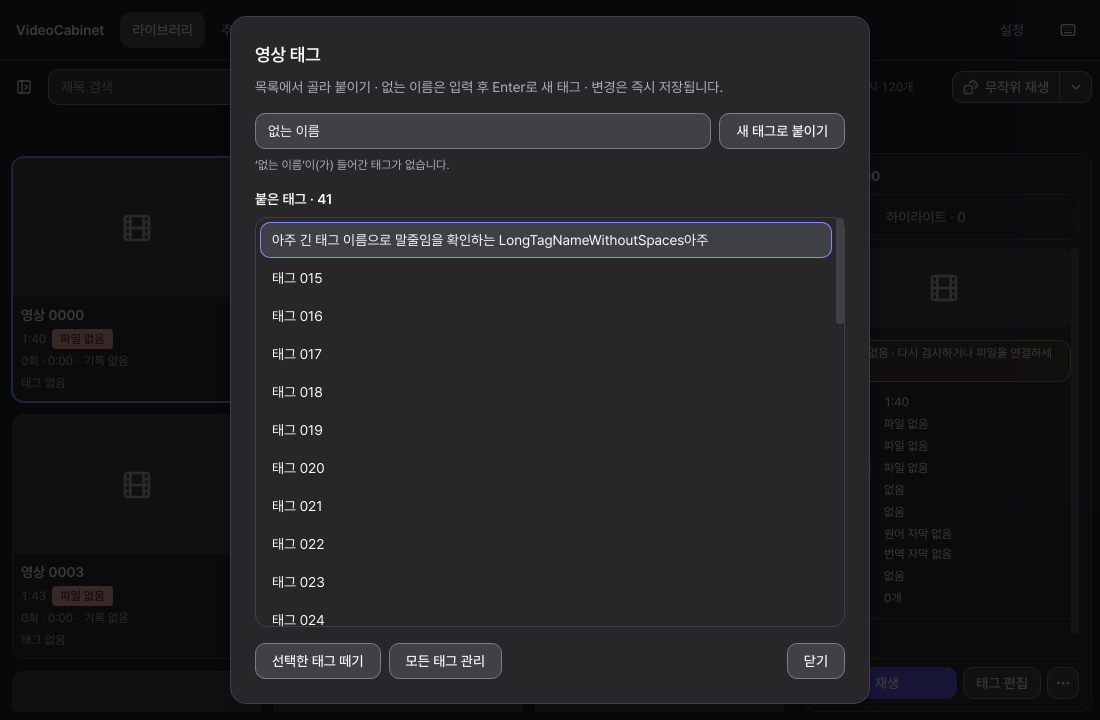 VideoCabinet 라이브러리 추
설정
제목 검색
시 120개 무작위 재생
영상 태그
목록에서 골라 붙이기 · 없는 이름은 입력 후 Enter로 새 태그 · 변경은 즉시 저장됩니다.
없는 이름 새 태그로 붙이기
‘없는 이름’이(가) 들어간 태그가 없습니다.
붙은 태그 · 41
아주 긴 태그 이름으로 말줄임을 확인하는 LongTagNameWithoutSpaces아주
태그 015
태그 016
태그 017
태그 018
태그 019
태그 020
태그 021
태그 022
태그 023
태그 024
선택한 태그 떼기 모든 태그 관리 닫기
영상 0000
1:40 파일 없음
0회 · 0:00 · 기록 없음
태그 없음
영상 0003
1:43 파일 없음
0회 · 0:00 · 기록 없음
태그 없음
00
하이라이트 · 0
없음 · 다시 검사하거나 파일을 연결하세
1:40
파일 없음
파일 없음
파일 없음
없음
없음
원어 자막 없음
번역 자막 없음
없음
0개
재생 태그 편집